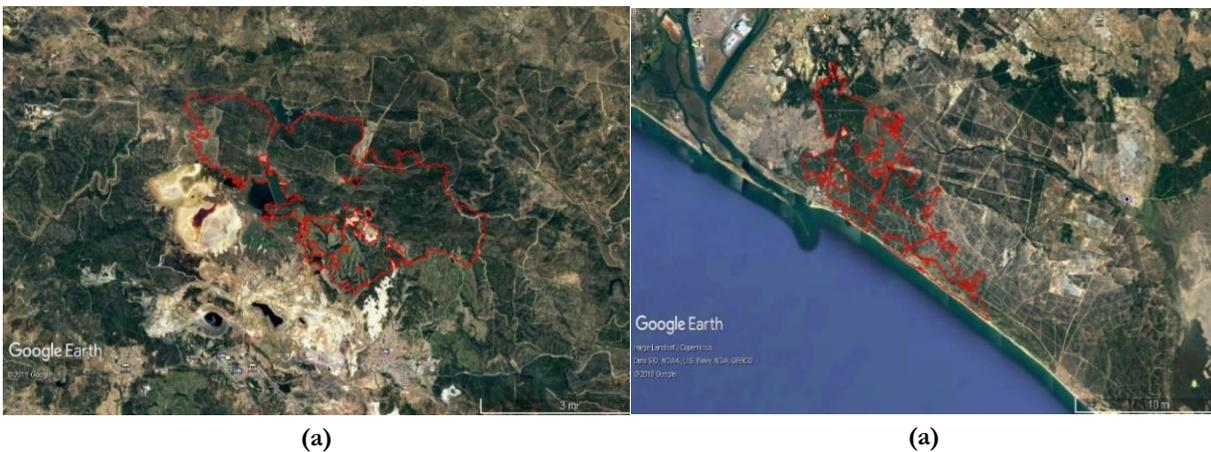 Google Earth
© 2018 Google
3 mi
(a)
Google Earth
Image Landsat / Copernicus
Data SIO, NOAA, U.S. Navy, NGA, GEBCO
© 2018 Google
10 mi
(a)